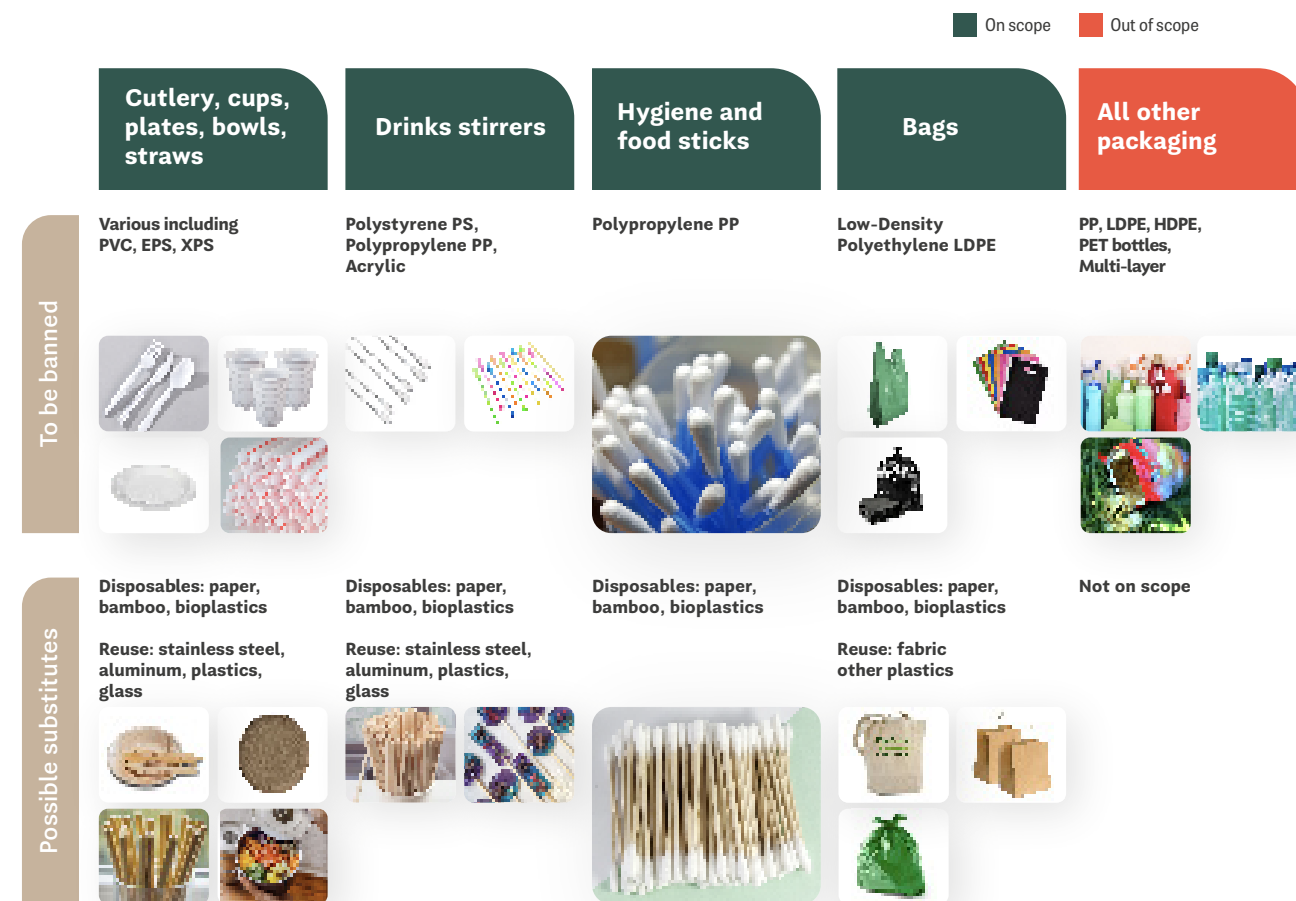 On scope
Out of scope
Cutlery, cups,
plates, bowls,
straws
Drinks stirrers
Hygiene and
food sticks
Bags
All other
packaging
To be banned
Various including
PVC, EPS, XPS
Polystyrene PS,
Polypropylene PP,
Acrylic
Polypropylene PP
Low-Density
Polyethylene LDPE
PP, LDPE, HDPE,
PET bottles,
Multi-layer
Possible substitutes
Disposables: paper,
bamboo, bioplastics
Reuse: stainless steel,
aluminum, plastics,
glass
Disposables: paper,
bamboo, bioplastics
Reuse: stainless steel,
aluminum, plastics,
glass
Disposables: paper,
bamboo, bioplastics
Disposables: paper,
bamboo, bioplastics
Reuse: fabric
other plastics
Not on scope